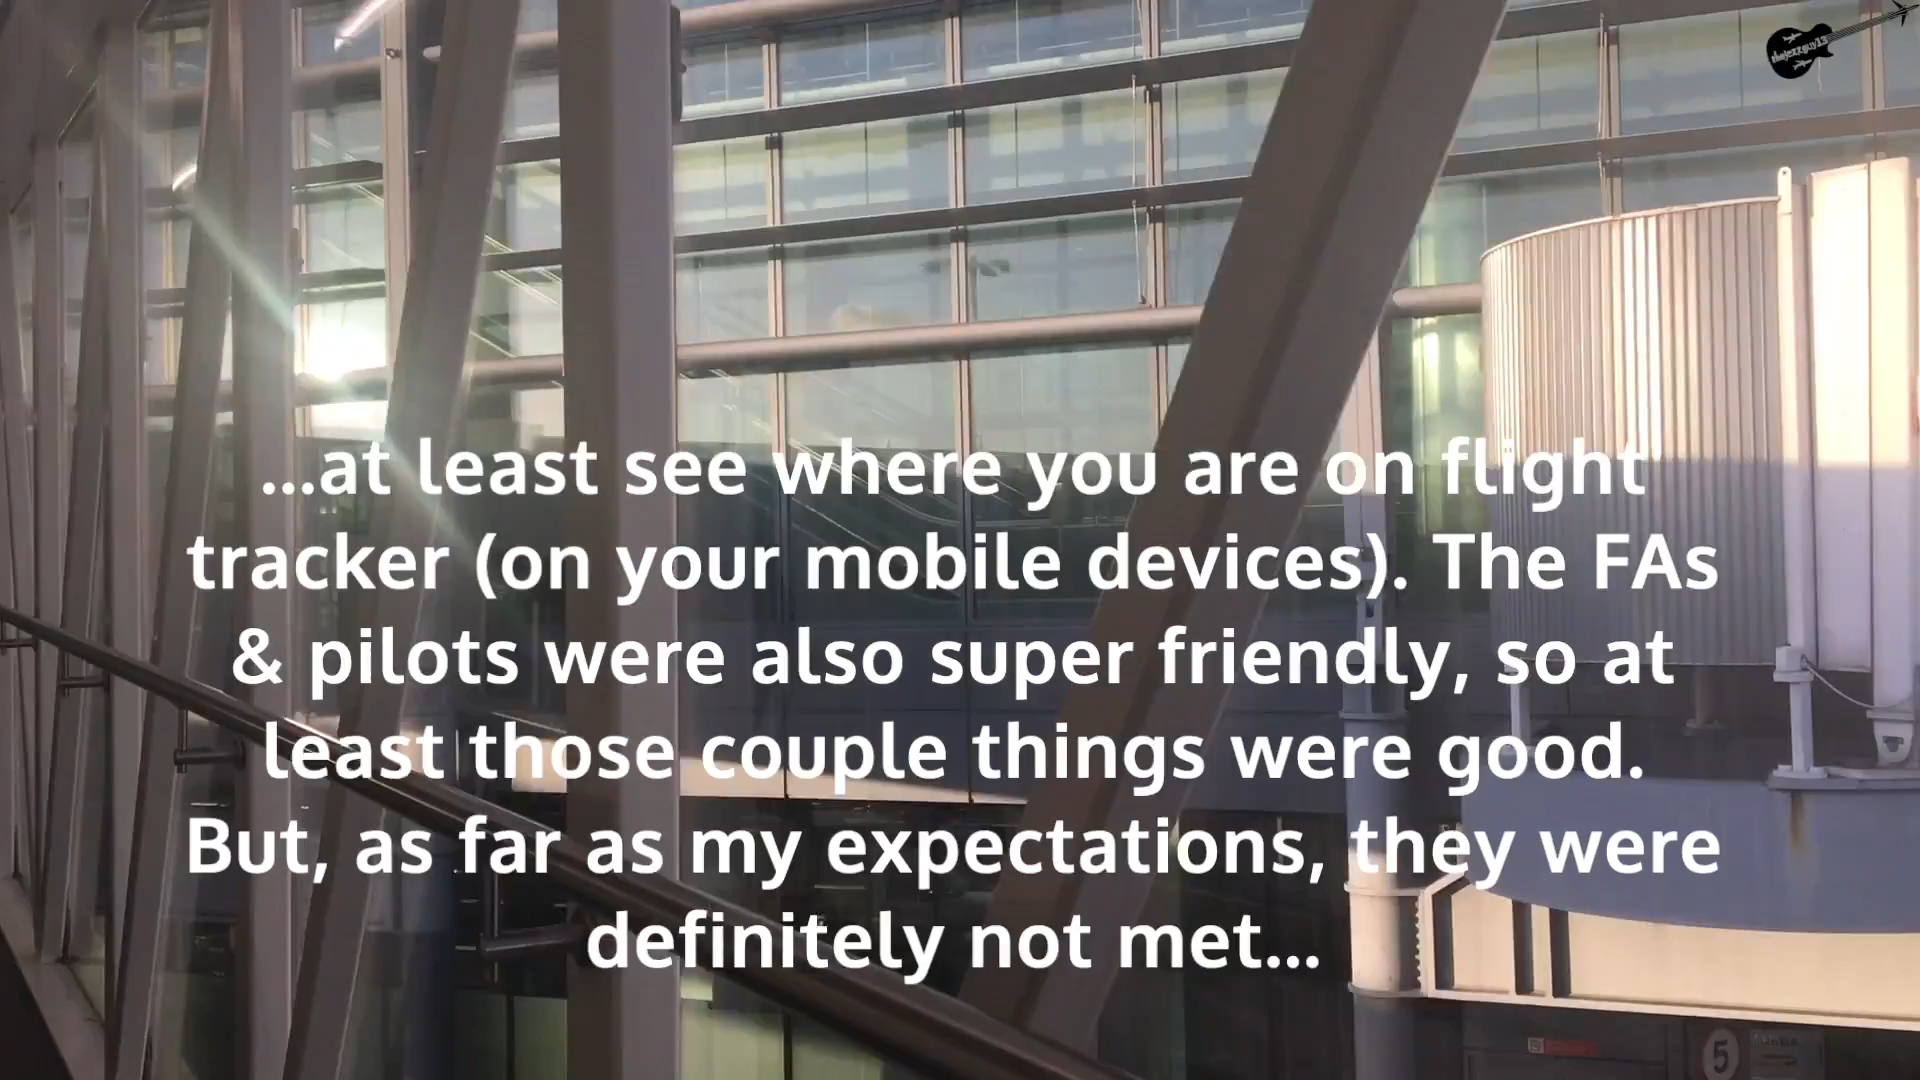 thejazzguy13
...at least see where you are on flight
tracker (on your mobile devices). The FAs
& pilots were also super friendly, so at
least those couple things were good.
But, as far as my expectations, they were
definitely not met...
5